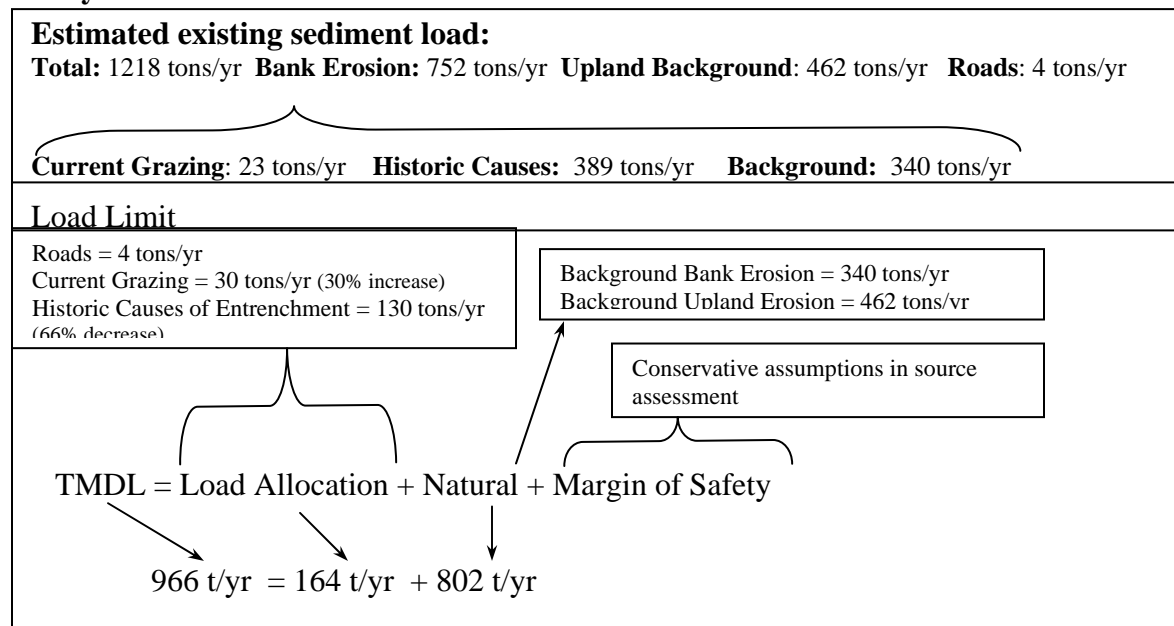 Estimated existing sediment load:
Total: 1218 tons/yr Bank Erosion: 752 tons/yr Upland Background: 462 tons/yr Roads: 4 tons/yr
Current Grazing: 23 tons/yr Historic Causes: 389 tons/yr Background: 340 tons/yr
Load Limit
Roads = 4 tons/yr
Current Grazing = 30 tons/yr (30% increase)
Historic Causes of Entrenchment = 130 tons/yr
(66% decrease)
Background Bank Erosion = 340 tons/yr
Background Upland Erosion = 462 tons/yr
Conservative assumptions in source
assessment
TMDL = Load Allocation + Natural + Margin of Safety
966 t/yr = 164 t/yr + 802 t/yr